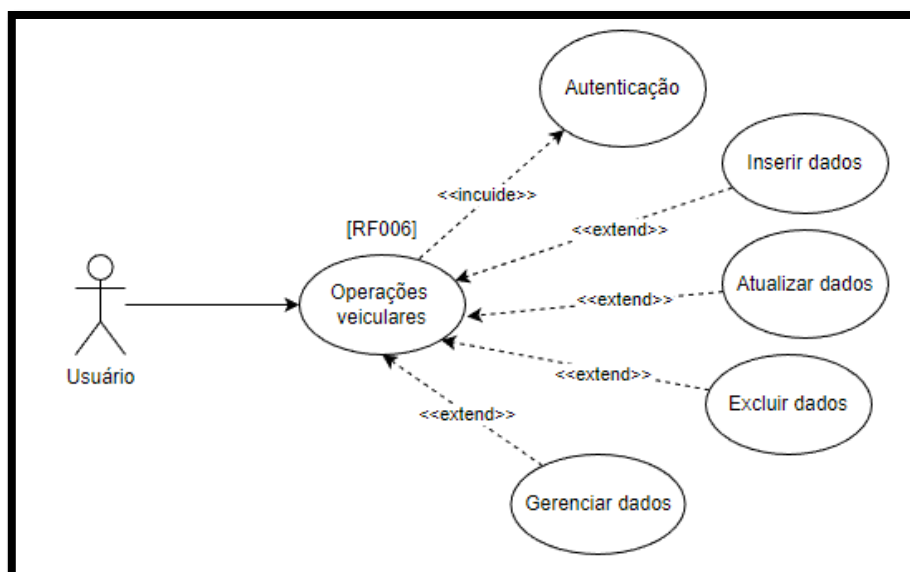 Autenticação
Inserir dados
<<incuide>>
[RF006]
<<extend>>
Operações
veiculares
Atualizar dados
<<extend>>
Usuário
<<extend>>
Excluir dados
<<extend>>
Gerenciar dados